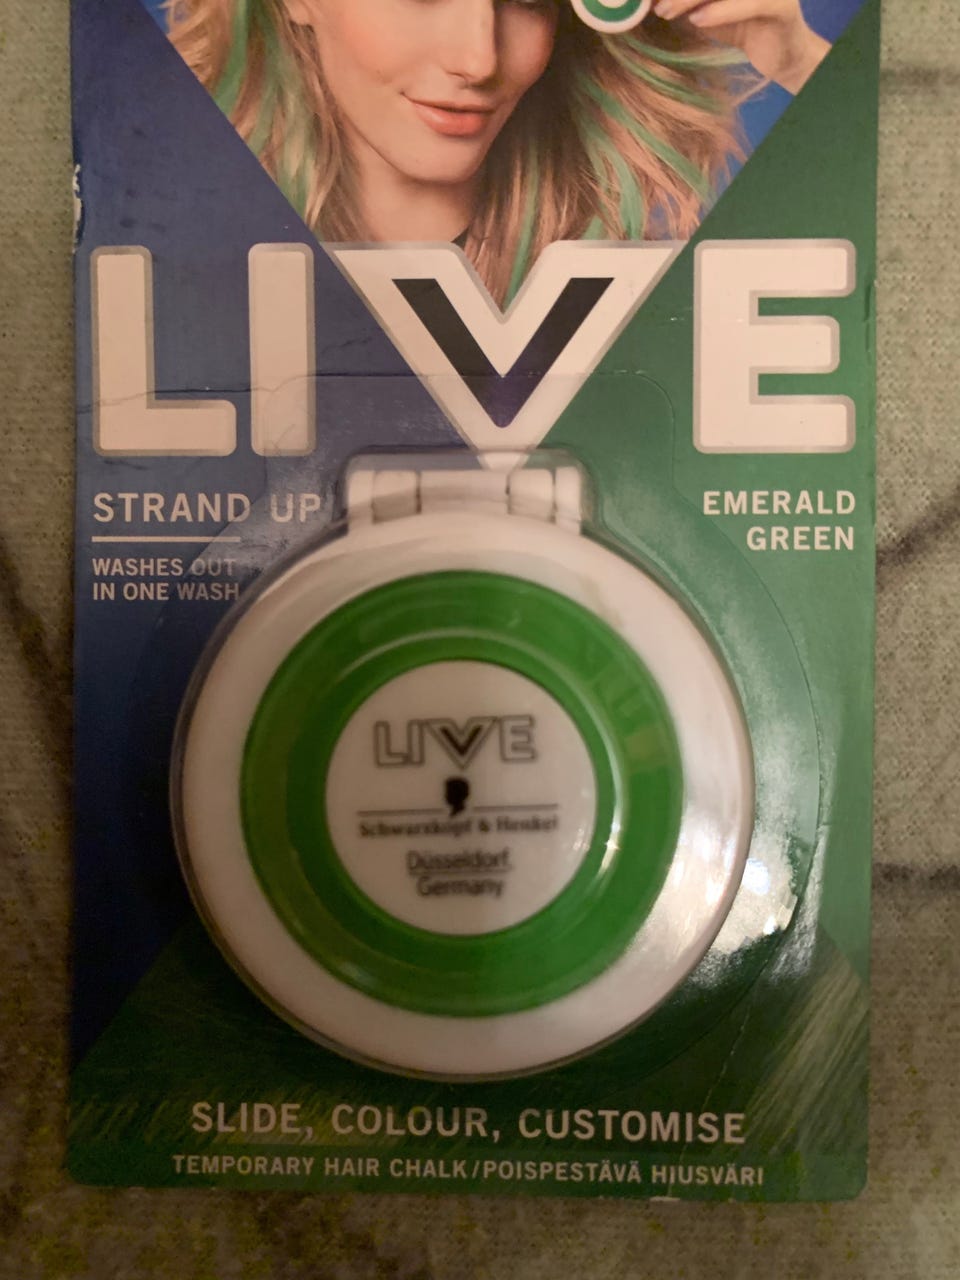 LIVE
STRAND UP
WASHES OUT
IN ONE WASH
EMERALD
GREEN
LIVE
Schwarzkopf & Henkel
Düsseldorf
Germany
SLIDE, COLOUR, CUSTOMISE
TEMPORARY HAIR CHALK/POISPESTÄVÄ HIUSVÄRI